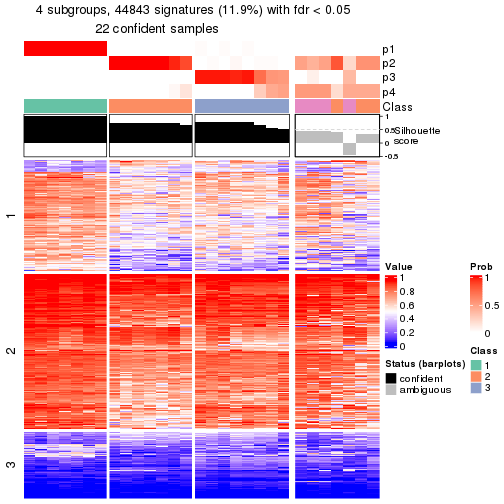 4 subgroups, 44843 signatures (11.9%) with fdr < 0.05
22 confident samples
p1
p2
p3
p4
Class
1
0.5
0
-0.5
Silhouette
score
1
2
3
Value
1
0.8
0.6
0.4
0.2
0
Status (barplots)
confident
ambiguous
Prob
1
0.5
0
Class
1
2
3